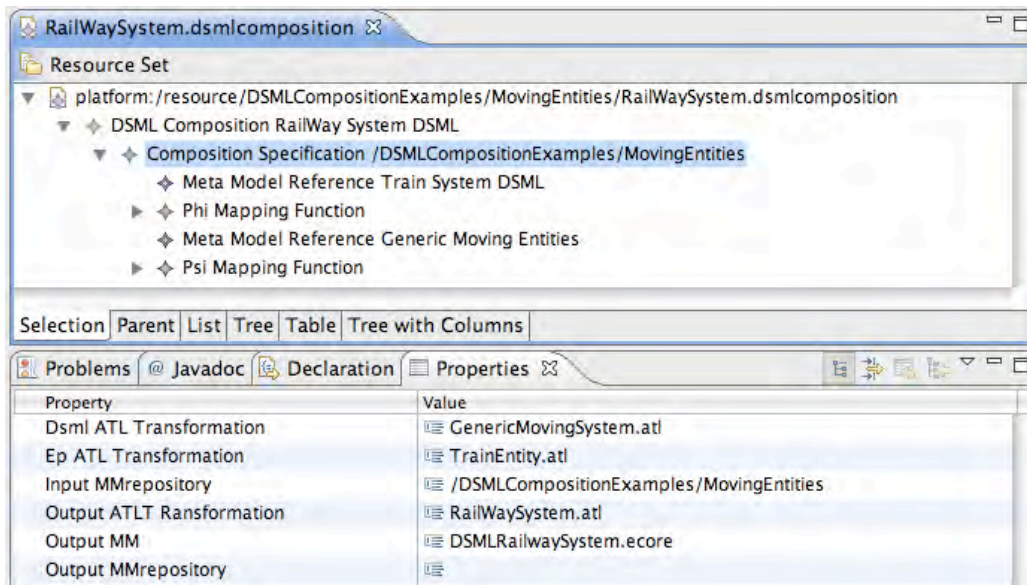 RailWaySystem.dsmlcomposition
Resource Set
platform:/resource/DSMLCompositionExamples/MovingEntities/RailWaySystem.dsmlcomposition
DSML Composition RailWay System DSML
Composition Specification /DSMLCompositionExamples/MovingEntities
Meta Model Reference Train System DSML
Phi Mapping Function
Meta Model Reference Generic Moving Entities
Psi Mapping Function
Selection Parent List Tree Table Tree with Columns
Problems @ Javadoc Declaration Properties
Property Value
Dsml ATL Transformation GenericMovingSystem.atl
Ep ATL Transformation TrainEntity.atl
Input MMrepository /DSMLCompositionExamples/MovingEntities
Output ATLT Ransformation RailWaySystem.atl
Output MM DSMLRailwaySystem.ecore
Output MMrepository